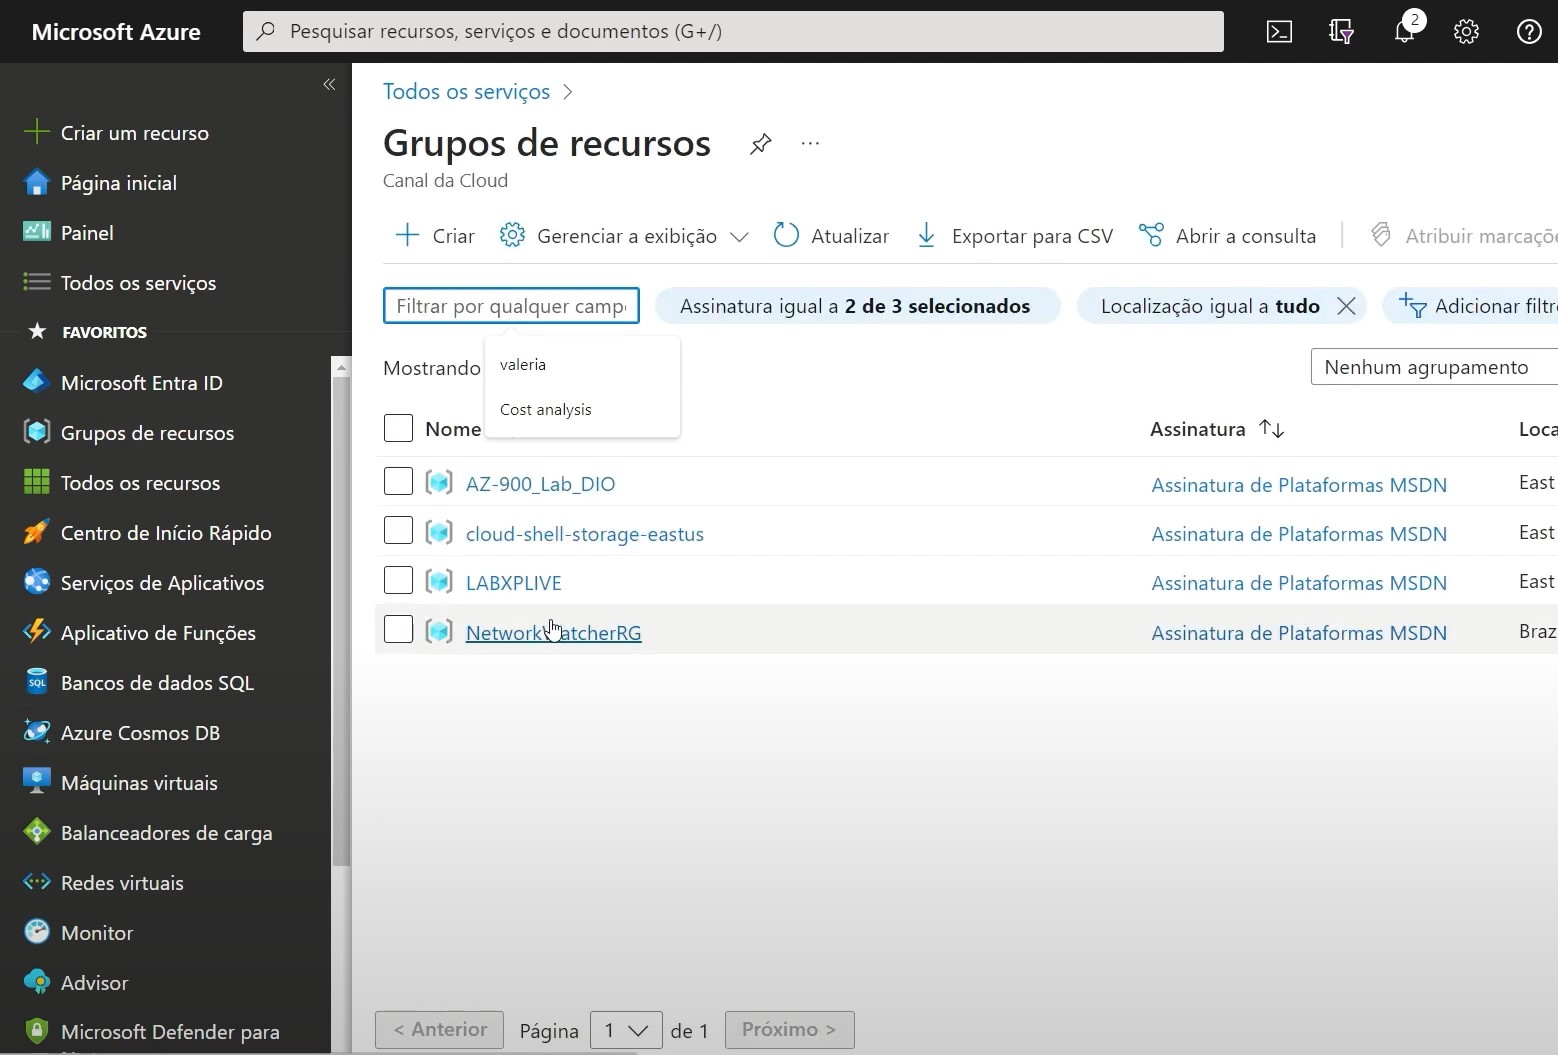 Microsoft Azure
Pesquisar recursos, serviços e documentos (G+/)
2
Criar um recurso
Página inicial
Painel
Todos os serviços
FAVORITOS
Microsoft Entra ID
Grupos de recursos
Todos os recursos
Centro de Início Rápido
Serviços de Aplicativos
Aplicativo de Funções
SQL
Bancos de dados SQL
Azure Cosmos DB
Máquinas virtuais
Balanceadores de carga
Redes virtuais
Monitor
Advisor
Microsoft Defender para
Todos os serviços >
Grupos de recursos
Canal da Cloud
Criar
Gerenciar a exibição
Atualizar
Exportar para CSV
Abrir a consulta
Atribuir marcaçõe
Filtrar por qualquer camp
Assinatura igual a 2 de 3 selecionados
Localização igual a tudo
Adicionar filtr
valeria
Cost analysis
Mostrando
Nenhum agrupamento
Nome
Assinatura
Loca
AZ-900_Lab_DIO
Assinatura de Plataformas MSDN
East
cloud-shell-storage-eastus
Assinatura de Plataformas MSDN
East
LABXPLIVE
Assinatura de Plataformas MSDN
East
NetworkWatcherRG
Assinatura de Plataformas MSDN
Braz
< Anterior
Página
1
de 1
Próximo >